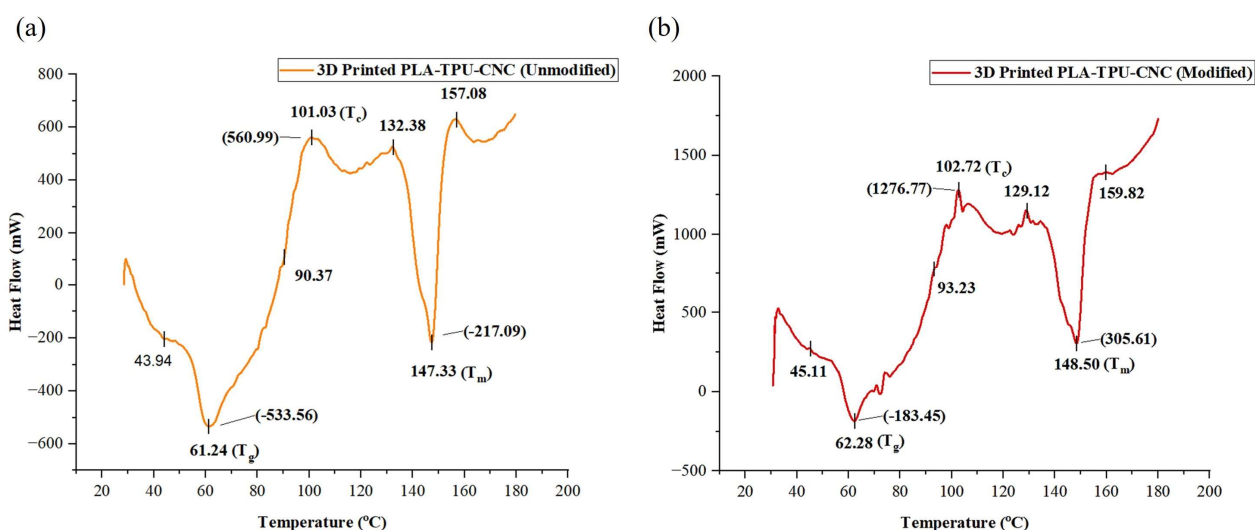 (a)
3D Printed PLA-TPU-CNC (Unmodified)
Heat Flow (mW)
800
600
400
200
0
−200
−400
−600
43.94
61.24 (Tg)
(-533.56)
90.37
(560.99)
101.03 (Tc)
132.38
157.08
(-217.09)
147.33 (Tm)
20 40 60 80 100 120 140 160 180 200
Temperature (ºC)
(b)
3D Printed PLA-TPU-CNC (Modified)
Heat Flow (mW)
2000
1500
1000
500
0
−500
45.11
62.28 (Tg)
(-183.45)
93.23
(1276.77)
102.72 (Tc)
129.12
159.82
(305.61)
148.50 (Tm)
20 40 60 80 100 120 140 160 180 200
Temperature (ºC)